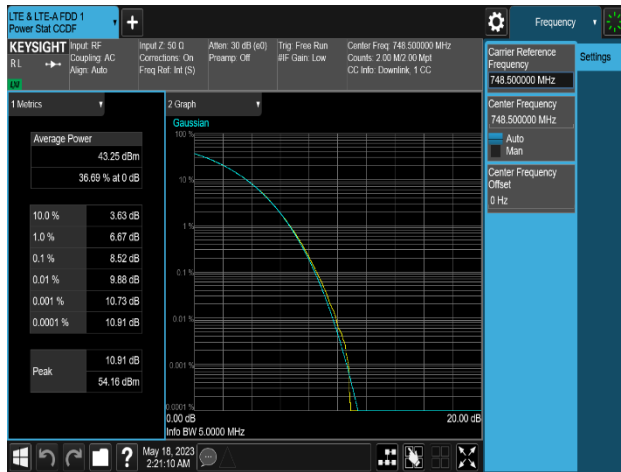 LTE & LTE-A FDD 1
Power Stat CCDF
Frequency
KEYSIGHT
RL
Align: Auto
Input: RF
Coupling: AC
Input Z: 50 Ω
Corrections: On
Freq Ref: Int (S)
Atten: 30 dB (e0)
Preamp: Off
Trig: Free Run
#IF Gain: Low
Center Freq: 748.500000 MHz
Counts: 2.00 M/2.00 Mpt
CC Info: Downlink, 1 CC
Carrier Reference
Frequency
748.500000 MHz
Settings
Center Frequency
748.500000 MHz
Auto
Man
Center Frequency
Offset
0 Hz
1 Metrics
Average Power
43.25 dBm
36.69 % at 0 dB
10.0 % 3.63 dB
1.0 % 6.67 dB
0.1 % 8.52 dB
0.01 % 9.88 dB
0.001 % 10.73 dB
0.0001 % 10.91 dB
Peak
10.91 dB
54.16 dBm
2 Graph
Gaussian
100 %
10 %
1 %
0.1 %
0.01 %
0.001 %
0.0001 %
0.00 dB
20.00 dB
Info BW 5.0000 MHz
?
May 18, 2023
2:21:10 AM